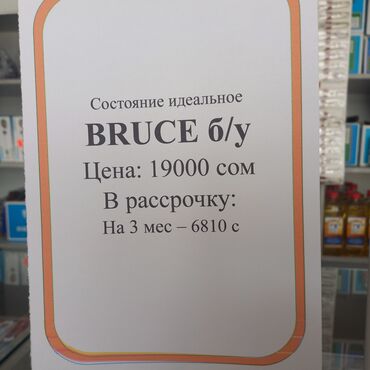 Состояние идеальное
BRUCE б/у
Цена: 19000 сом
В рассрочку:
На 3 мес – 6810 с